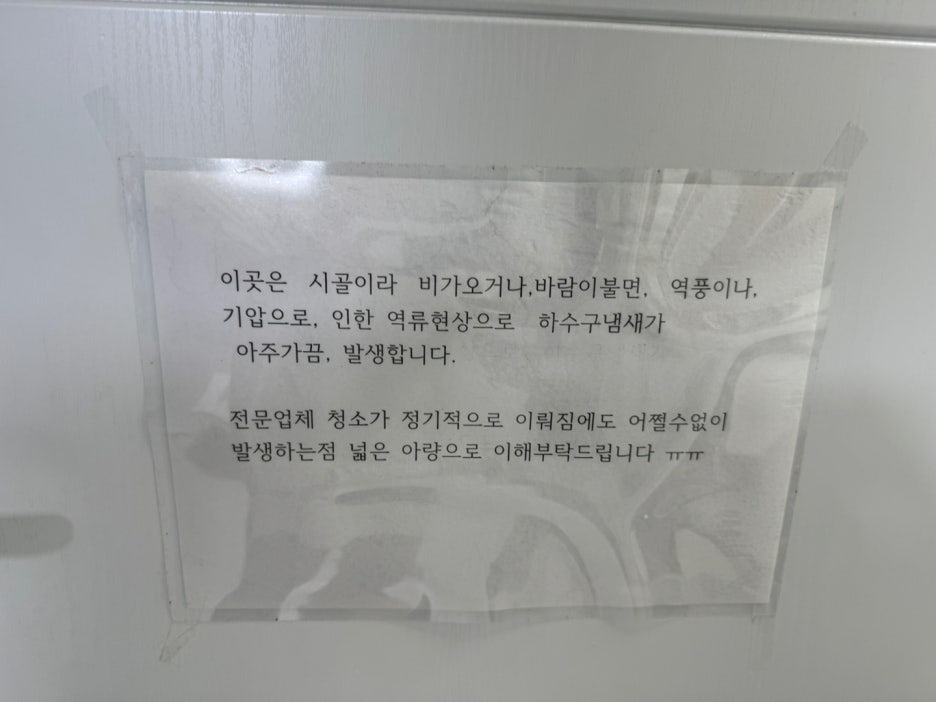 이곳은 시골이라 비가오거나,바람이불면, 역풍이나,
기압으로, 인한 역류현상으로 하수구냄새가
아주가끔, 발생합니다.
전문업체 청소가 정기적으로 이뤄짐에도 어쩔수없이
발생하는점 넓은 아량으로 이해부탁드립니다 ㅠㅠ